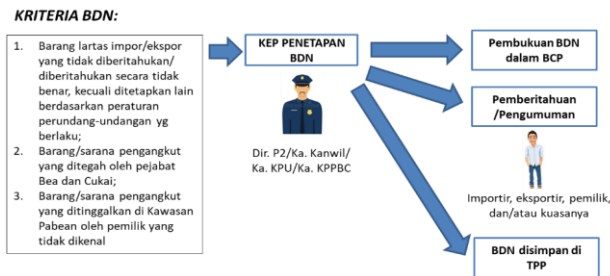 KRITERIA BDN:
1. Barang lartas impor/ekspor
yang tidak diberitahukan/
diberitahukan secara tidak
benar, kecuali ditetapkan lain
berdasarkan peraturan
perundang-undangan yg
berlaku;
2. Barang/sarana pengangkut
yang ditegah oleh pejabat
Bea dan Cukai;
3. Barang/sarana pengangkut
yang ditinggalkan di Kawasan
Pabean oleh pemilik yang
tidak dikenal
KEP PENETAPAN
BDN
Dir. P2/Ka. Kanwil/
Ka. KPU/Ka. KPPBC
Pembukuan BDN
dalam BCP
Pemberitahuan
/Pengumuman
Importir, eksportir, pemilik,
dan/atau kuasanya
BDN disimpan di
TPP